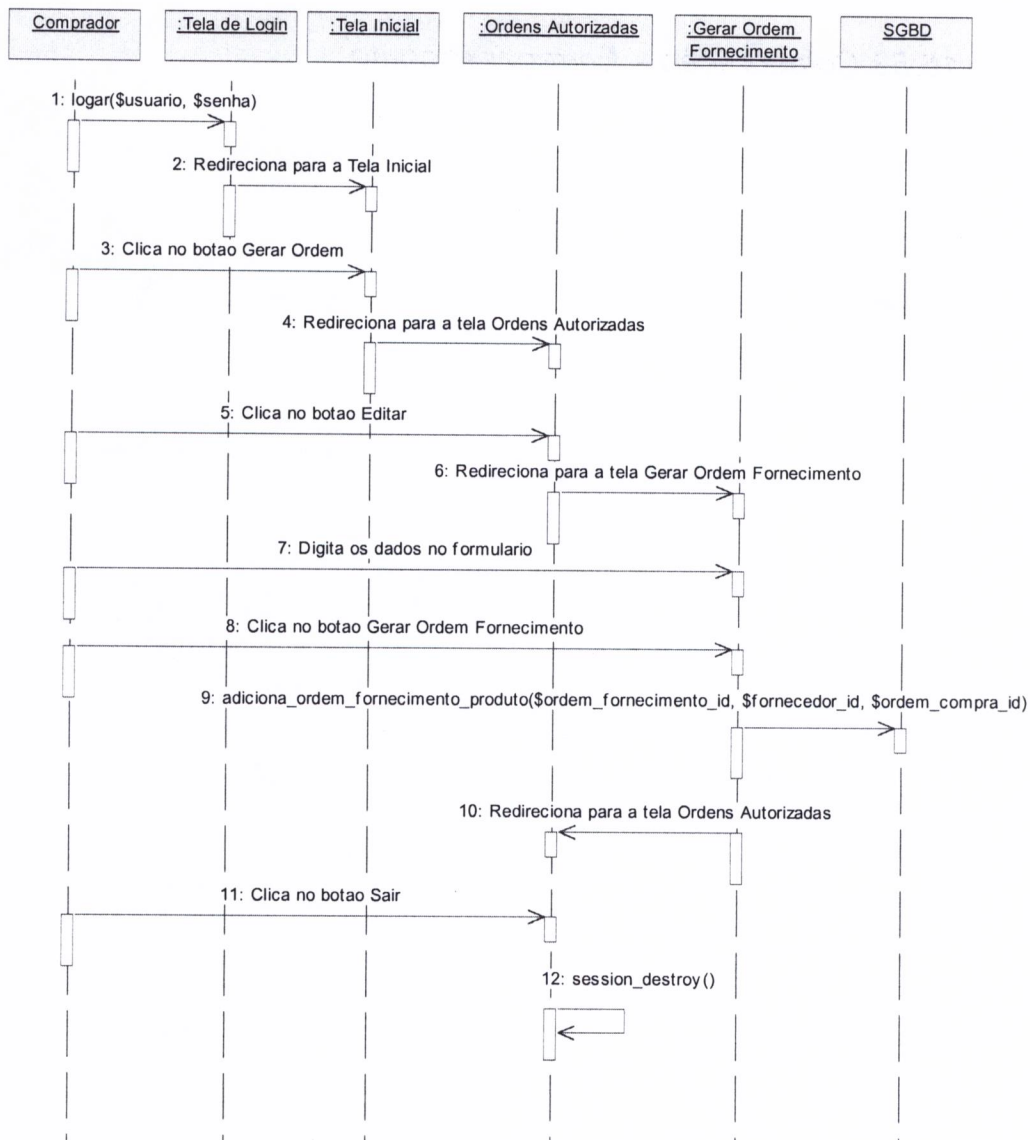 Comprador
:Tela de Login
:Tela Inicial
:Ordens Autorizadas
:Gerar Ordem
Fornecimento
SGBD
1: logar($usuario, $senha)
2: Redireciona para a Tela Inicial
3: Clica no botao Gerar Ordem
4: Redireciona para a tela Ordens Autorizadas
5: Clica no botao Editar
6: Redireciona para a tela Gerar Ordem Fornecimento
7: Digita os dados no formulario
8: Clica no botao Gerar Ordem Fornecimento
9: adiciona_ordem_fornecimento_produto($ordem_fornecimento_id, $fornecedor_id, $ordem_compra_id)
10: Redireciona para a tela Ordens Autorizadas
11: Clica no botao Sair
12: session_destroy()